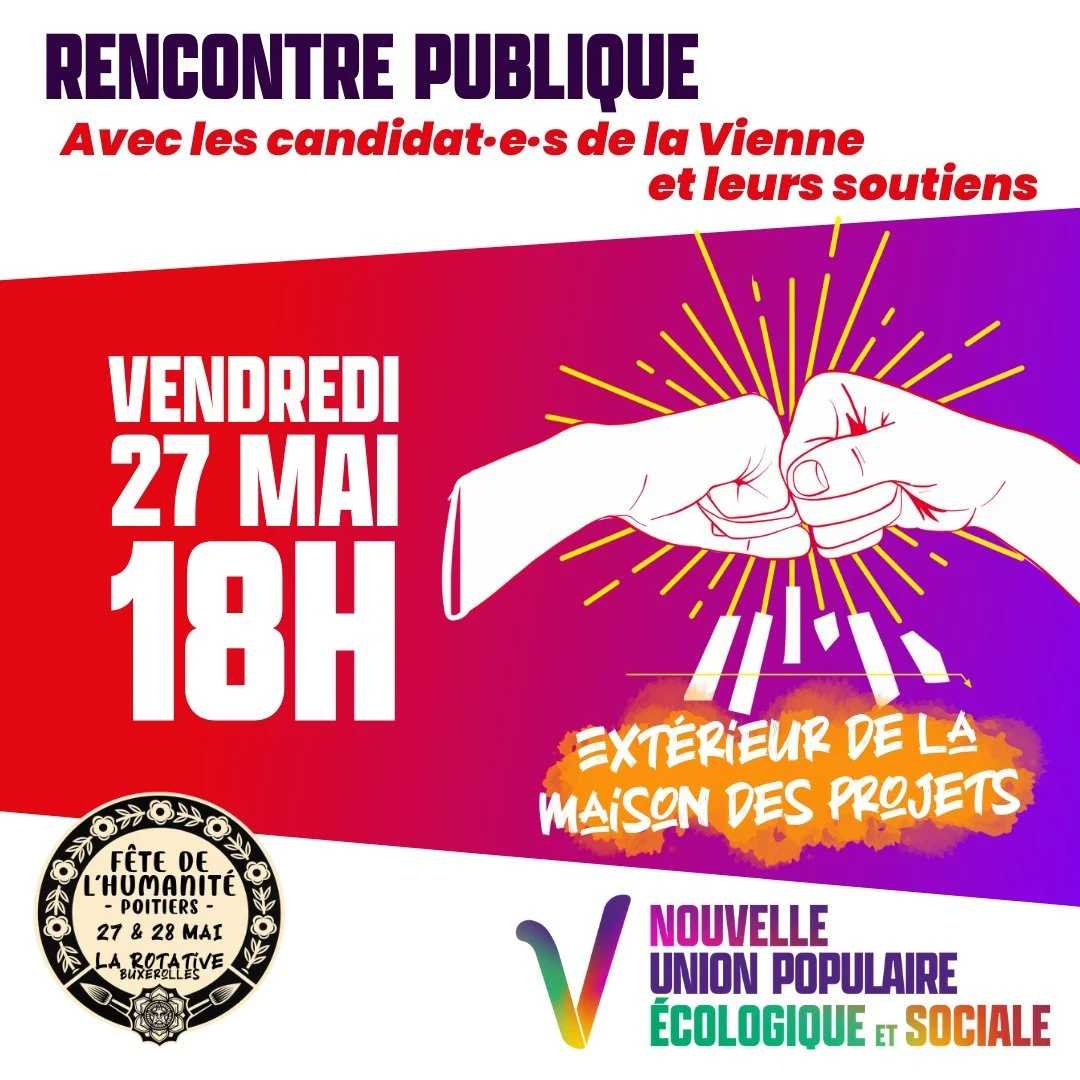 RENCONTRE PUBLIQUE
Avec les candidat•e•s de la Vienne
et leurs soutiens
VENDREDI
27 MAI
18H
EXTÉRIEUR DE LA
MAISON DES PROJETS
FÊTE DE
L'HUMANITÉ
- POITIERS -
27 & 28 MAI
LA ROTATIVE
BUXEROLLES
NOUVELLE
UNION POPULAIRE
ÉCOLOGIQUE ET SOCIALE